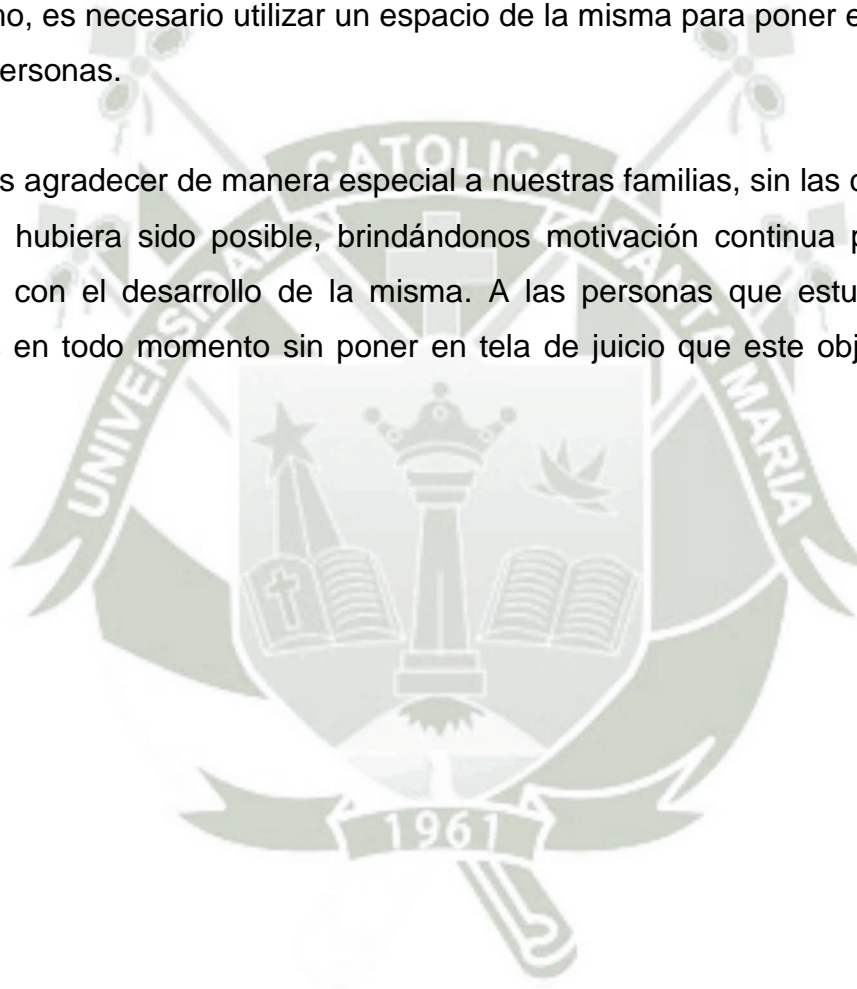 no, es necesario utilizar un espacio de la misma para poner e
ersonas.
s agradecer de manera especial a nuestras familias, sin las
hubiera sido posible, brindándonos motivación continua p
con el desarrollo de la misma. A las personas que estu
en todo momento sin poner en tela de juicio que este obj
UNIVERSIDAD CATOLICA SANTA MARIA
1961